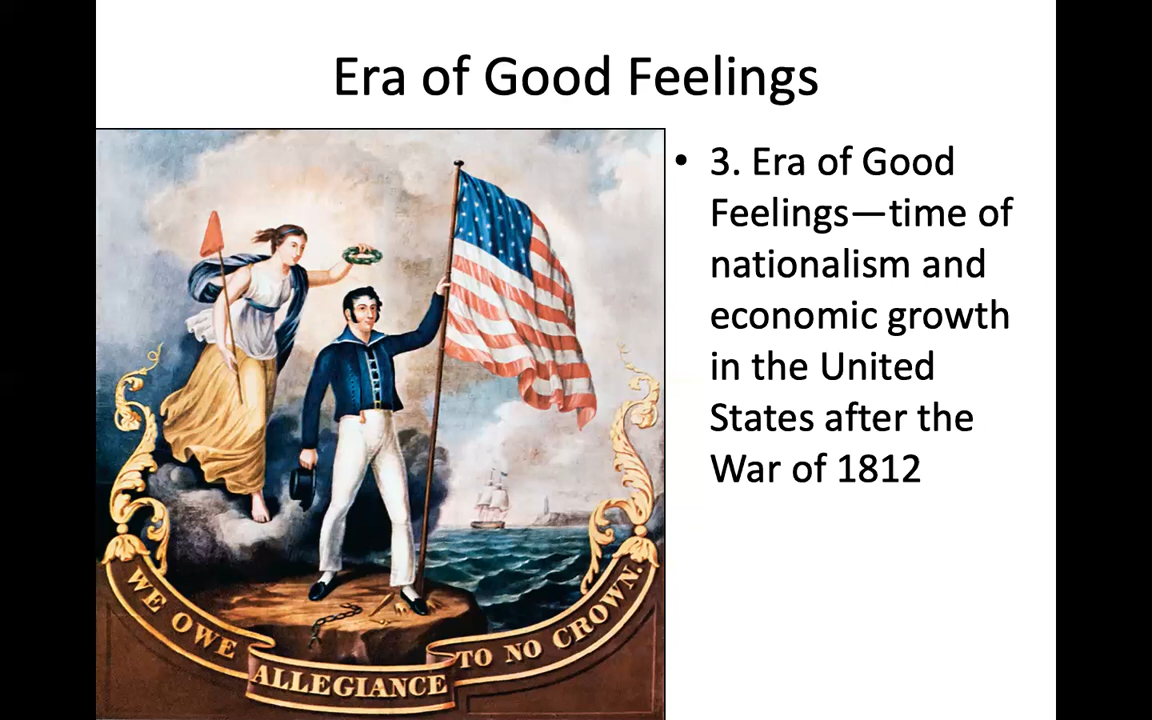 Era of Good Feelings
• 3. Era of Good
Feelings—time of
nationalism and
economic growth
in the United
States after the
War of 1812
WE OWE
ALLEGIANCE
TO NO CROWN.